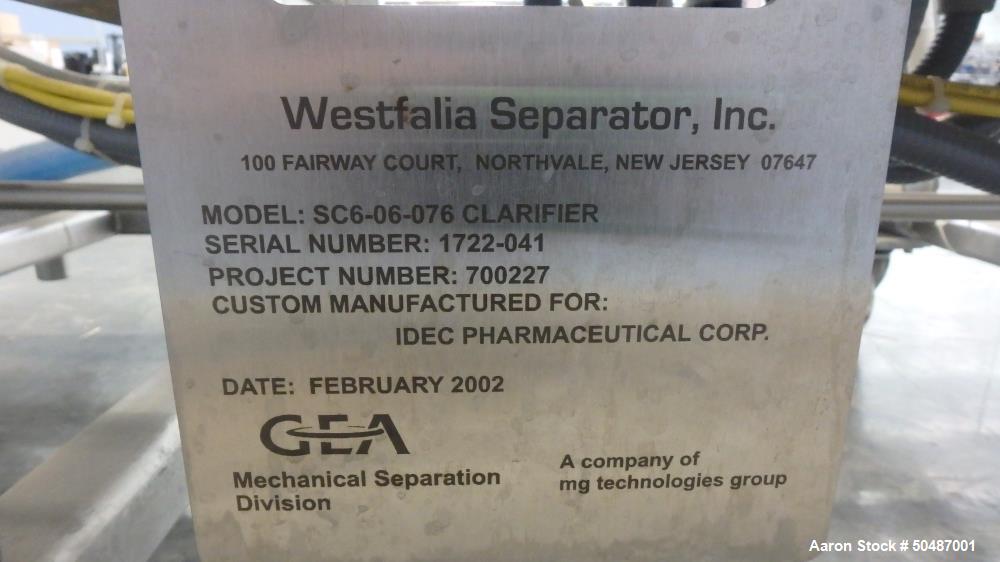 Westfalia Separator, Inc.
100 FAIRWAY COURT, NORTHVALE, NEW JERSEY 07647
MODEL: SC6-06-076 CLARIFIER
SERIAL NUMBER: 1722-041
PROJECT NUMBER: 700227
CUSTOM MANUFACTURED FOR:
IDEC PHARMACEUTICAL CORP.
DATE: FEBRUARY 2002
GEA
Mechanical Separation
Division
A company of
mg technologies group
Aaron Stock # 50487001